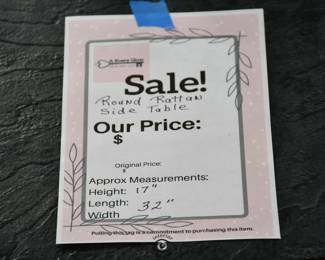 Sale!
Round Rattan
Side Table
Our Price:
$
Original Price:
$
Approx Measurements:
Height: 17"
Length: 32"
Width
Pulling this tag is a commitment to purchasing this item.